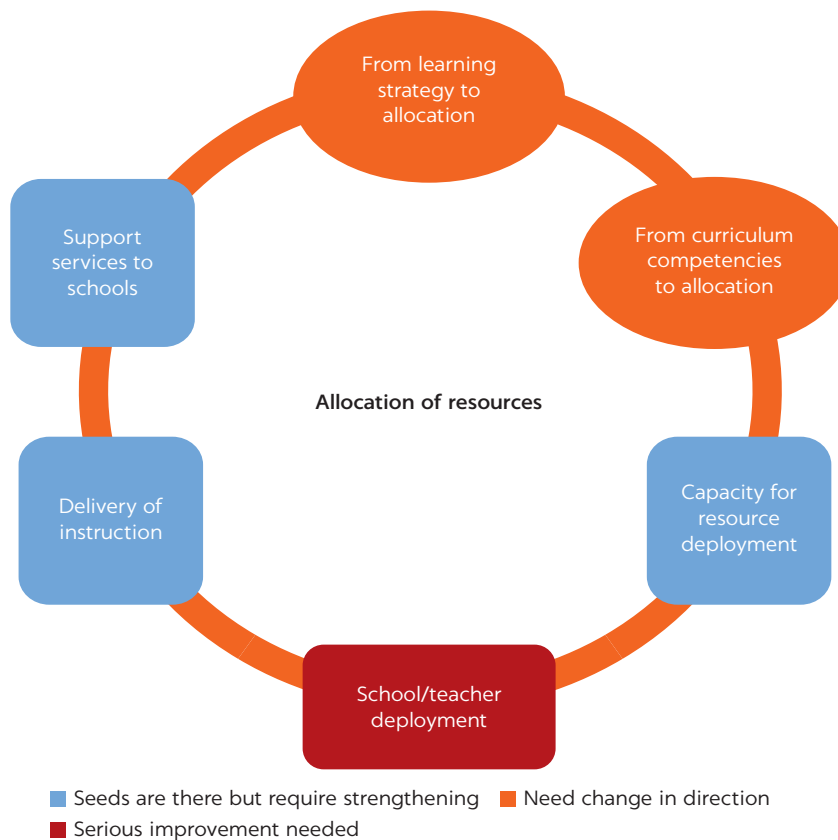 From learning
strategy to
allocation
From curriculum
competencies
to allocation
Support
services to
schools
Allocation of resources
Delivery of
instruction
Capacity for
resource
deployment
School/teacher
deployment
Seeds are there but require strengthening
Need change in direction
Serious improvement needed